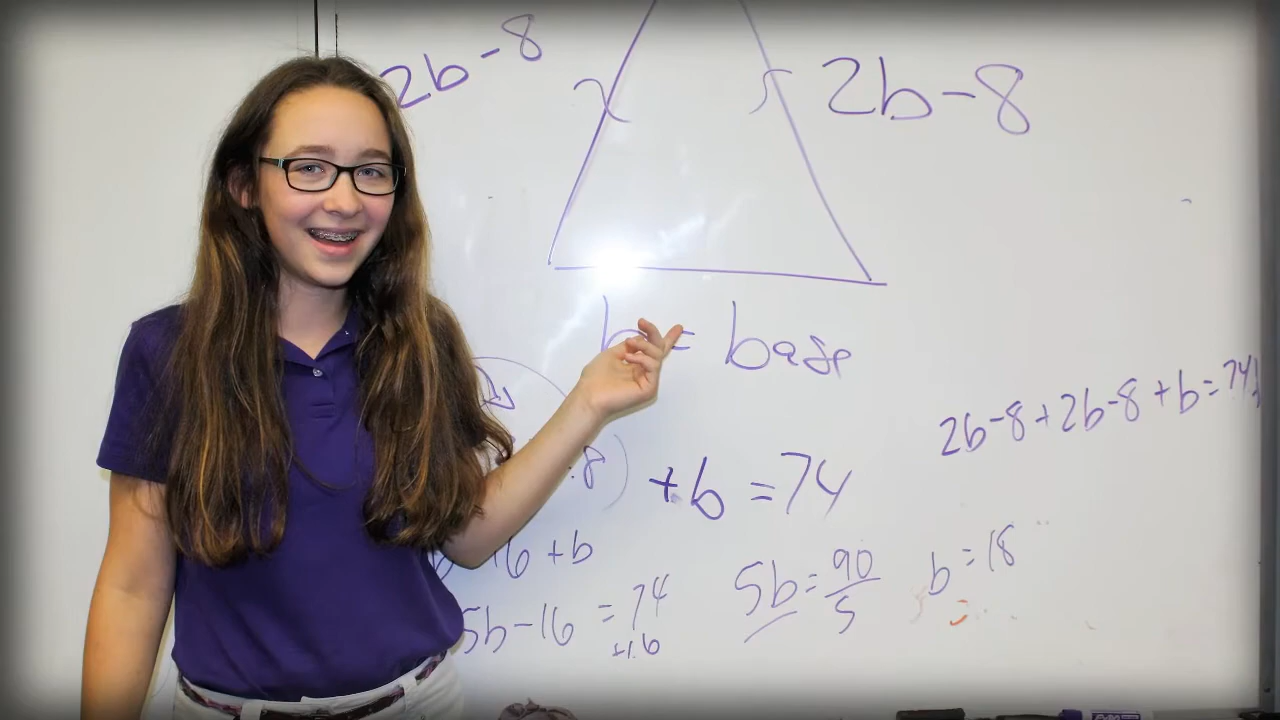 2b-8
2b-8
b = base
8) + b = 74
2b-8+2b-8+b=74
16 + b
5b-16 = 74
+16
5b = 90
5
b = 18